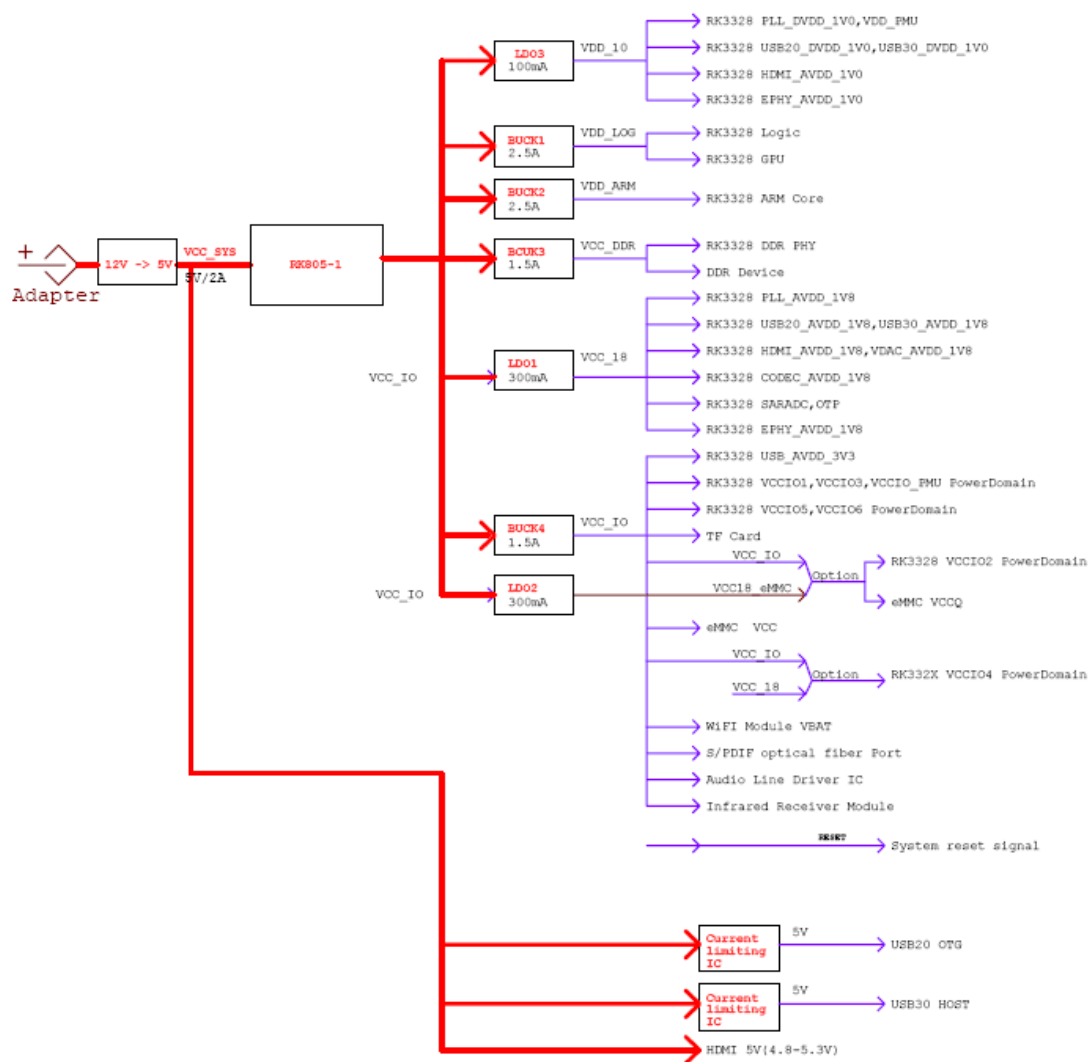 RK3328 PLL_DVDD_1V0,VDD_PMU
LDO3
100mA
VDD_10
RK3328 USB20_DVDD_1V0,USB30_DVDD_1V0
RK3328 HDMI_AVDD_1V0
RK3328 EPHY_AVDD_1V0
BUCK1
2.5A
VDD_LOG
RK3328 Logic
RK3328 GPU
BUCK2
2.5A
VDD_ARM
RK3328 ARM Core
+
Adapter
12V -> 5V
VCC_SYS
5V/2A
RK805-1
BCUK3
1.5A
VCC_DDR
RK3328 DDR PHY
DDR Device
RK3328 PLL_AVDD_1V8
RK3328 USB20_AVDD_1V8,USB30_AVDD_1V8
RK3328 HDMI_AVDD_1V8,VDAC_AVDD_1V8
VCC_IO
LDO1
300mA
VCC_18
RK3328 CODEC_AVDD_1V8
RK3328 SARADC,OTP
RK3328 EPHY_AVDD_1V8
RK3328 USB_AVDD_3V3
RK3328 VCCIO1,VCCIO3,VCCIO_PMU PowerDomain
RK3328 VCCIO5,VCCIO6 PowerDomain
BUCK4
1.5A
VCC_IO
TF Card
VCC_IO
RK3328 VCCIO2 PowerDomain
Option
VCC_IO
LDO2
300mA
VCC18_eMMC
eMMC VCCQ
eMMC  VCC
VCC_IO
Option
RK332X VCCIO4 PowerDomain
VCC_18
WiFI Module VBAT
S/PDIF optical fiber Port
Audio Line Driver IC
Infrared Receiver Module
RESET
System reset signal
Current
limiting
IC
5V
USB20 OTG
Current
limiting
IC
5V
USB30 HOST
HDMI 5V(4.8-5.3V)